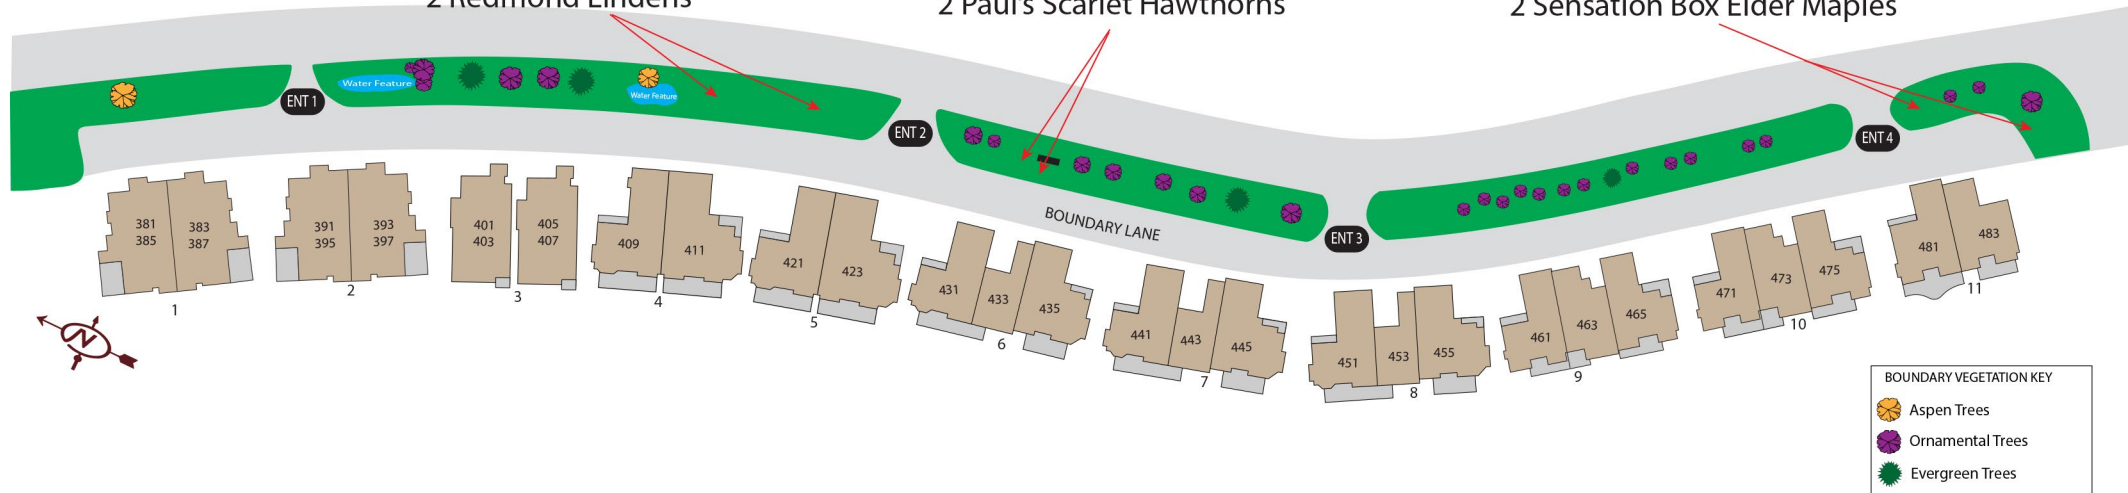 2 Redmond Lindens
2 Paul's Scarlet Hawthorns
2 Sensation Box Elder Maples
Water Feature
Water Feature
ENT 1
ENT 2
ENT 3
ENT 4
BOUNDARY LANE
381
385
383
387
1
391
395
393
397
2
401
403
405
407
3
409
411
4
421
423
5
431
433
435
6
441
443
445
7
451
453
455
8
461
463
465
9
471
473
475
10
481
483
11
N
BOUNDARY VEGETATION KEY
Aspen Trees
Ornamental Trees
Evergreen Trees